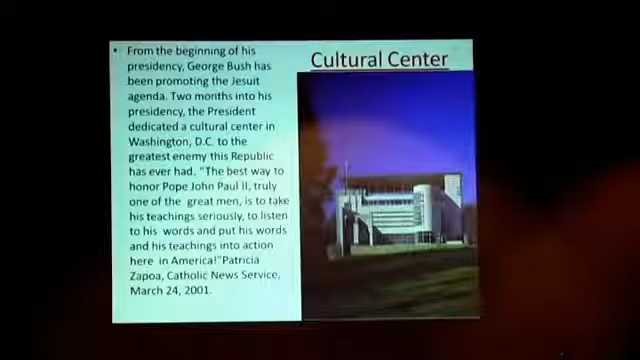 Cultural Center
• From the beginning of his
presidency, George Bush has
been promoting the Jesuit
agenda. Two months into his
presidency, the President
dedicated a cultural center in
Washington, D.C. to the
greatest enemy this Republic
has ever had. "The best way to
honor Pope John Paul II, truly
one of the great men, is to take
his teachings seriously, to listen
to his words and put his words
and his teachings into action
here in America!"Patricia
Zapoa, Catholic News Service,
March 24, 2001.